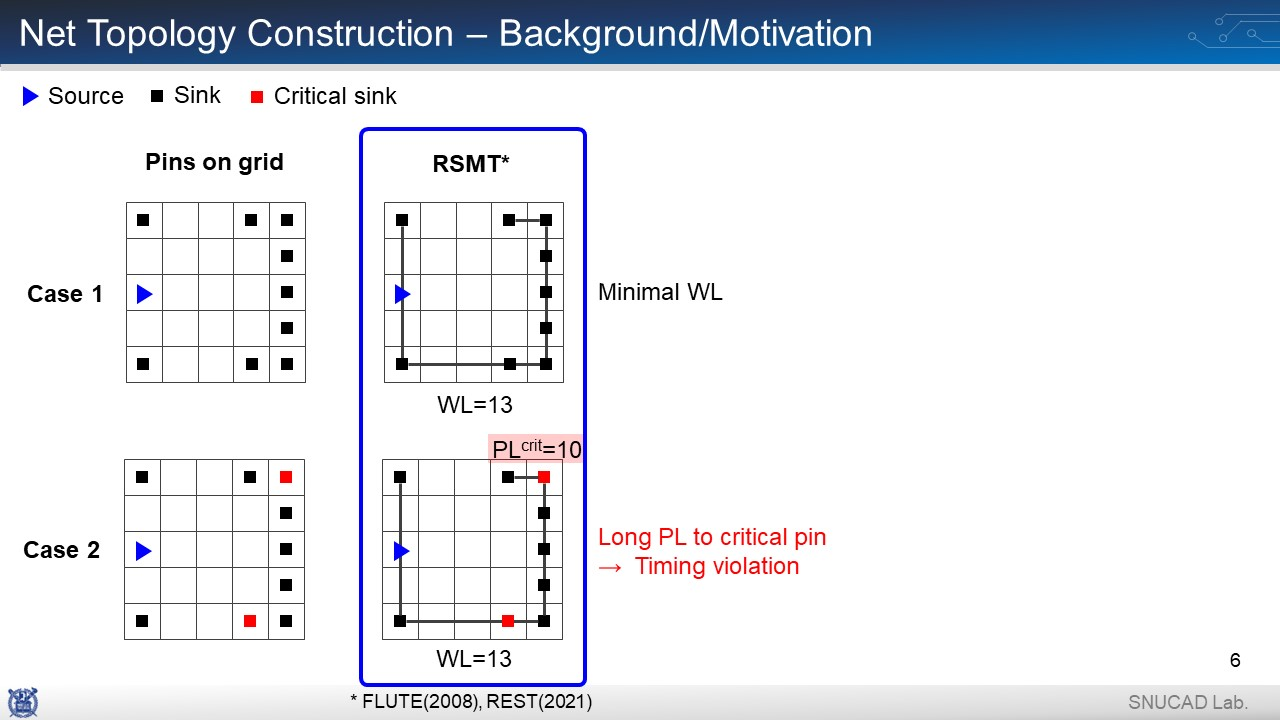 Net Topology Construction – Background/Motivation
Source
Sink
Critical sink
Pins on grid
RSMT*
Case 1
Minimal WL
WL=13
PLcrit=10
Case 2
Long PL to critical pin
→ Timing violation
WL=13
6
* FLUTE(2008), REST(2021)
SNUCAD Lab.